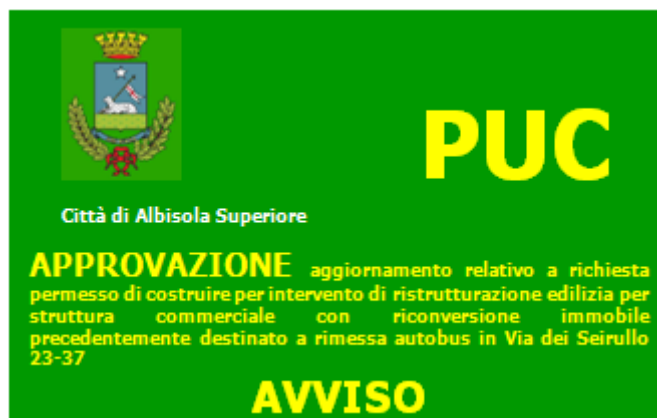 PUC
Città di Albisola Superiore
APPROVAZIONE aggiornamento relativo a richiesta
permesso di costruire per intervento di ristrutturazione edilizia per
struttura commerciale con riconversione immobile
precedentemente destinato a rimessa autobus in Via dei Seirullo
23-37
AVVISO